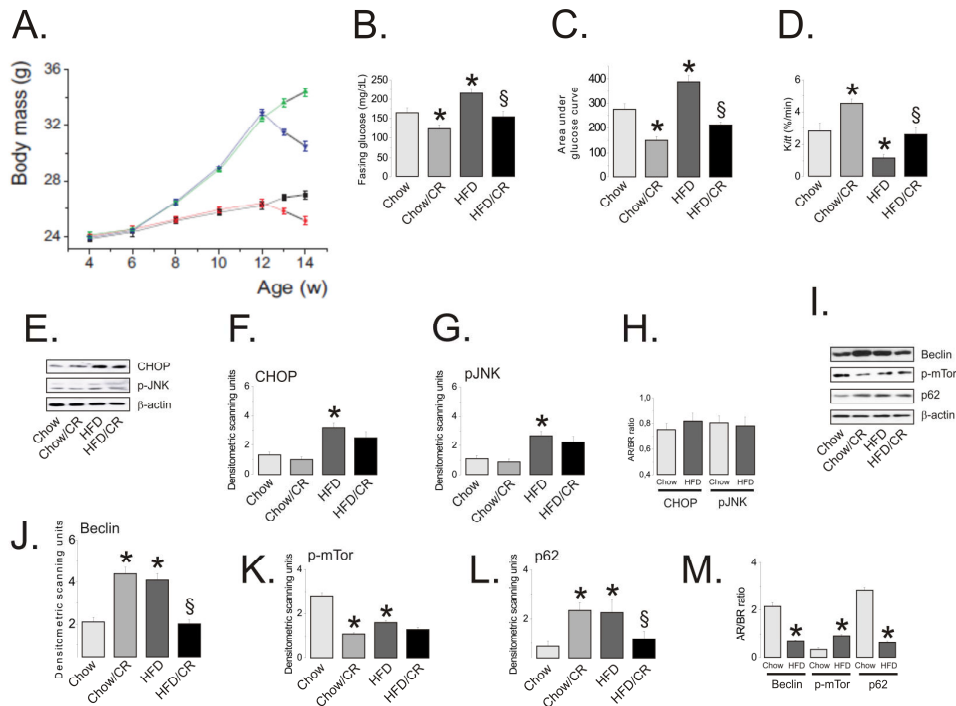 A.
Body mass (g)
36
32
28
24
4
6
8
10
12
14
Age (w)
B.
Fasting glucose (mg/dL)
250
200
150
100
50
0
*
*
§
Chow
Chow/CR
HFD
HFD/CR
C.
Area under
glucose curve
400
300
200
100
0
*
*
§
Chow
Chow/CR
HFD
HFD/CR
D.
Kitt (%/min)
6
4
2
0
*
*
§
Chow
Chow/CR
HFD
HFD/CR
E.
CHOP
p-JNK
β-actin
Chow
Chow/CR
HFD
HFD/CR
F.
CHOP
Densitometric scanning units
6
4
2
0
*
Chow
Chow/CR
HFD
HFD/CR
G.
pJNK
Densitometric scanning units
6
4
2
0
*
Chow
Chow/CR
HFD
HFD/CR
H.
AR/BR ratio
1,0
0,8
0,6
0,4
Chow HFD Chow HFD
CHOP pJNK
I.
Beclin
p-mTor
p62
β-actin
Chow
Chow/CR
HFD
HFD/CR
J.
Beclin
Densitometric scanning units
6
4
2
0
*
*
§
Chow
Chow/CR
HFD
HFD/CR
K.
p-mTor
Densitometric scanning units
4
2
0
*
*
Chow
Chow/CR
HFD
HFD/CR
L.
p62
Densitometric scanning units
4
2
0
*
*
§
Chow
Chow/CR
HFD
HFD/CR
M.
AR/BR ratio
3
2
1
0
*
*
*
Chow HFD Chow HFD Chow HFD
Beclin p-mTor p62